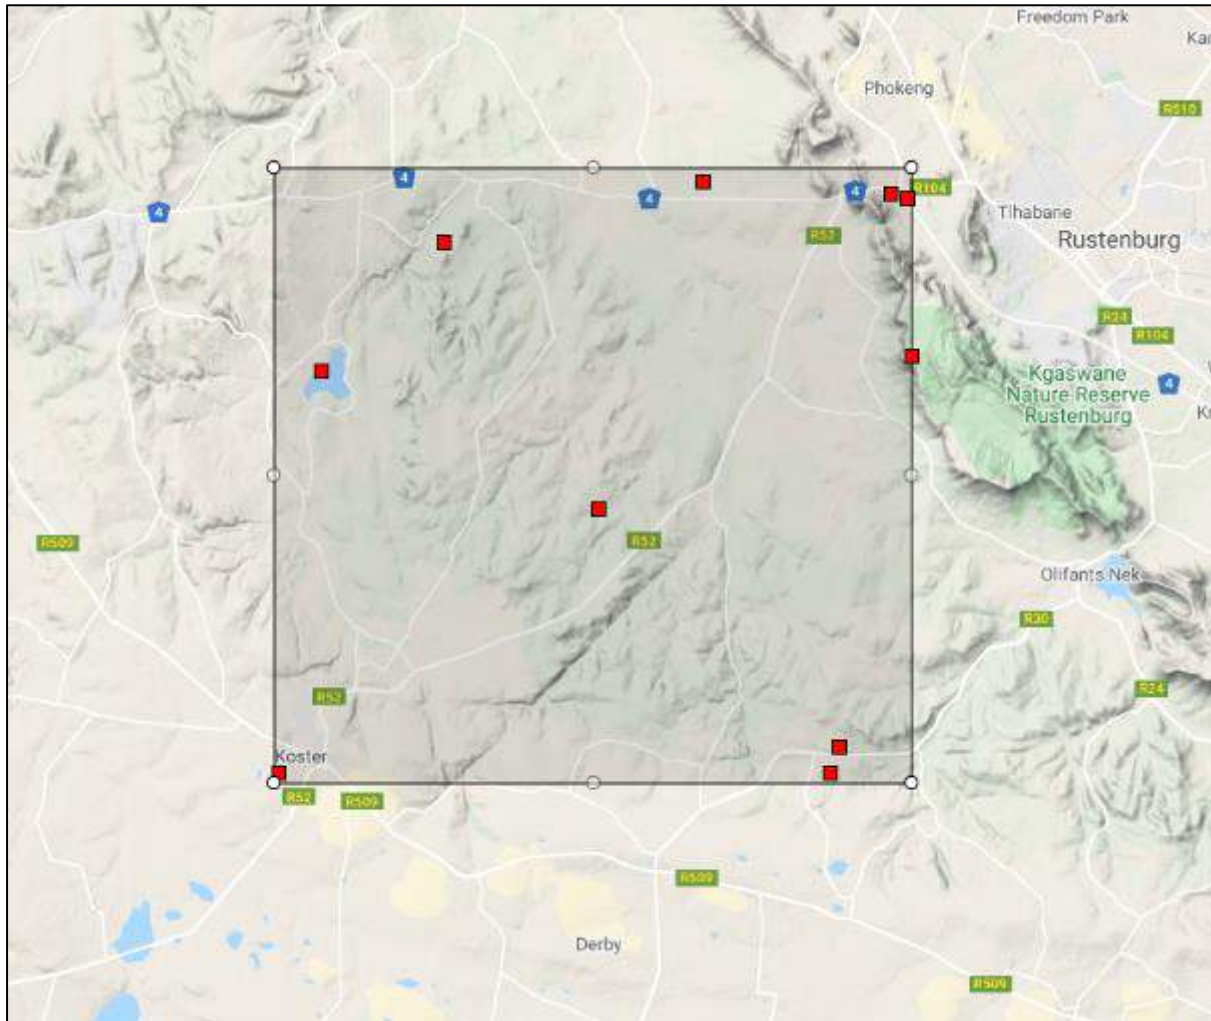 Freedom Park
Ka
Phokeng
R510
4
4
4
4
R104
Tlhabane
R52
Rustenburg
R24
R104
Kgaswane
Nature Reserve
Rustenburg
4
K
R509
R52
Olifants Nek
R30
R52
R24
Koster
R52
R509
R509
Derby
R509